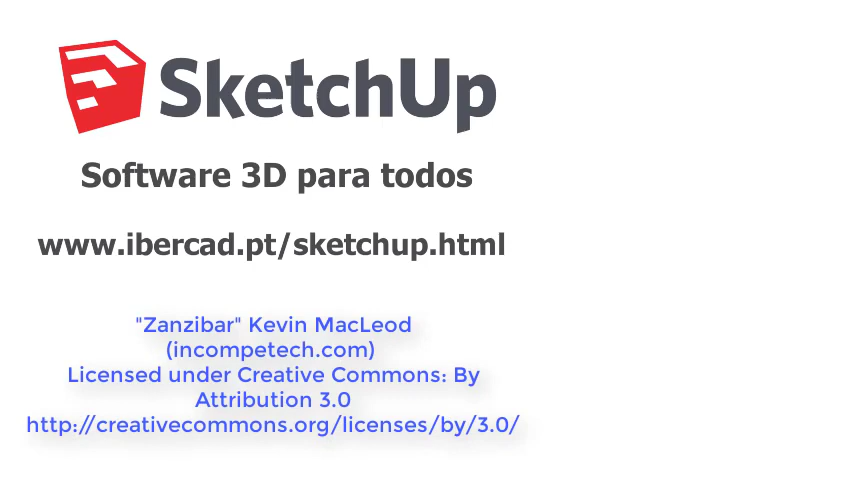 SketchUp
Software 3D para todos
www.ibercad.pt/sketchup.html
"Zanzibar" Kevin MacLeod
(incompetech.com)
Licensed under Creative Commons: By
Attribution 3.0
http://creativecommons.org/licenses/by/3.0/